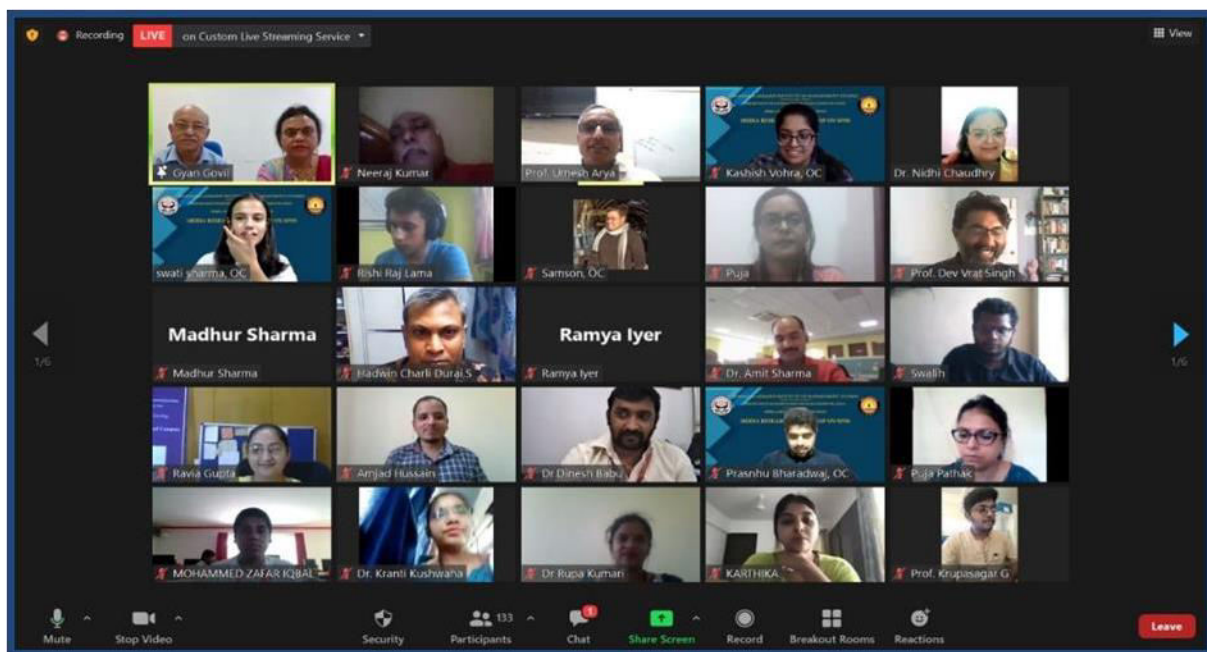 Recording LIVE on Custom Live Streaming Service
View
Gyan Govil
Neeraj Kumar
Prof. Umesh Arya
Kashish Vohra, OC
Dr. Nidhi Chaudhry
swati sharma, OC
Rishi Raj Lama
Samson, OC
Puja
Prof. Dev Vrat Singh
Madhur Sharma
Madhur Sharma
Hadwin Charli Durai.S
Ramya Iyer
Ramya Iyer
Dr. Amit Sharma
Swalih
Ravia Gupta
Amjad Hussain
Dr.Dinesh Babu
Prasnhu Bharadwaj, OC
Puja Pathak
MOHAMMED ZAFAR IQBAL
Dr. Kranti Kushwaha
Dr Rupa Kumari
KARTHIKA
Prof. Krupasagar G
1/6
1/6
Mute
Stop Video
Security
Participants
133
Chat
1
Share Screen
Record
Breakout Rooms
Reactions
Leave